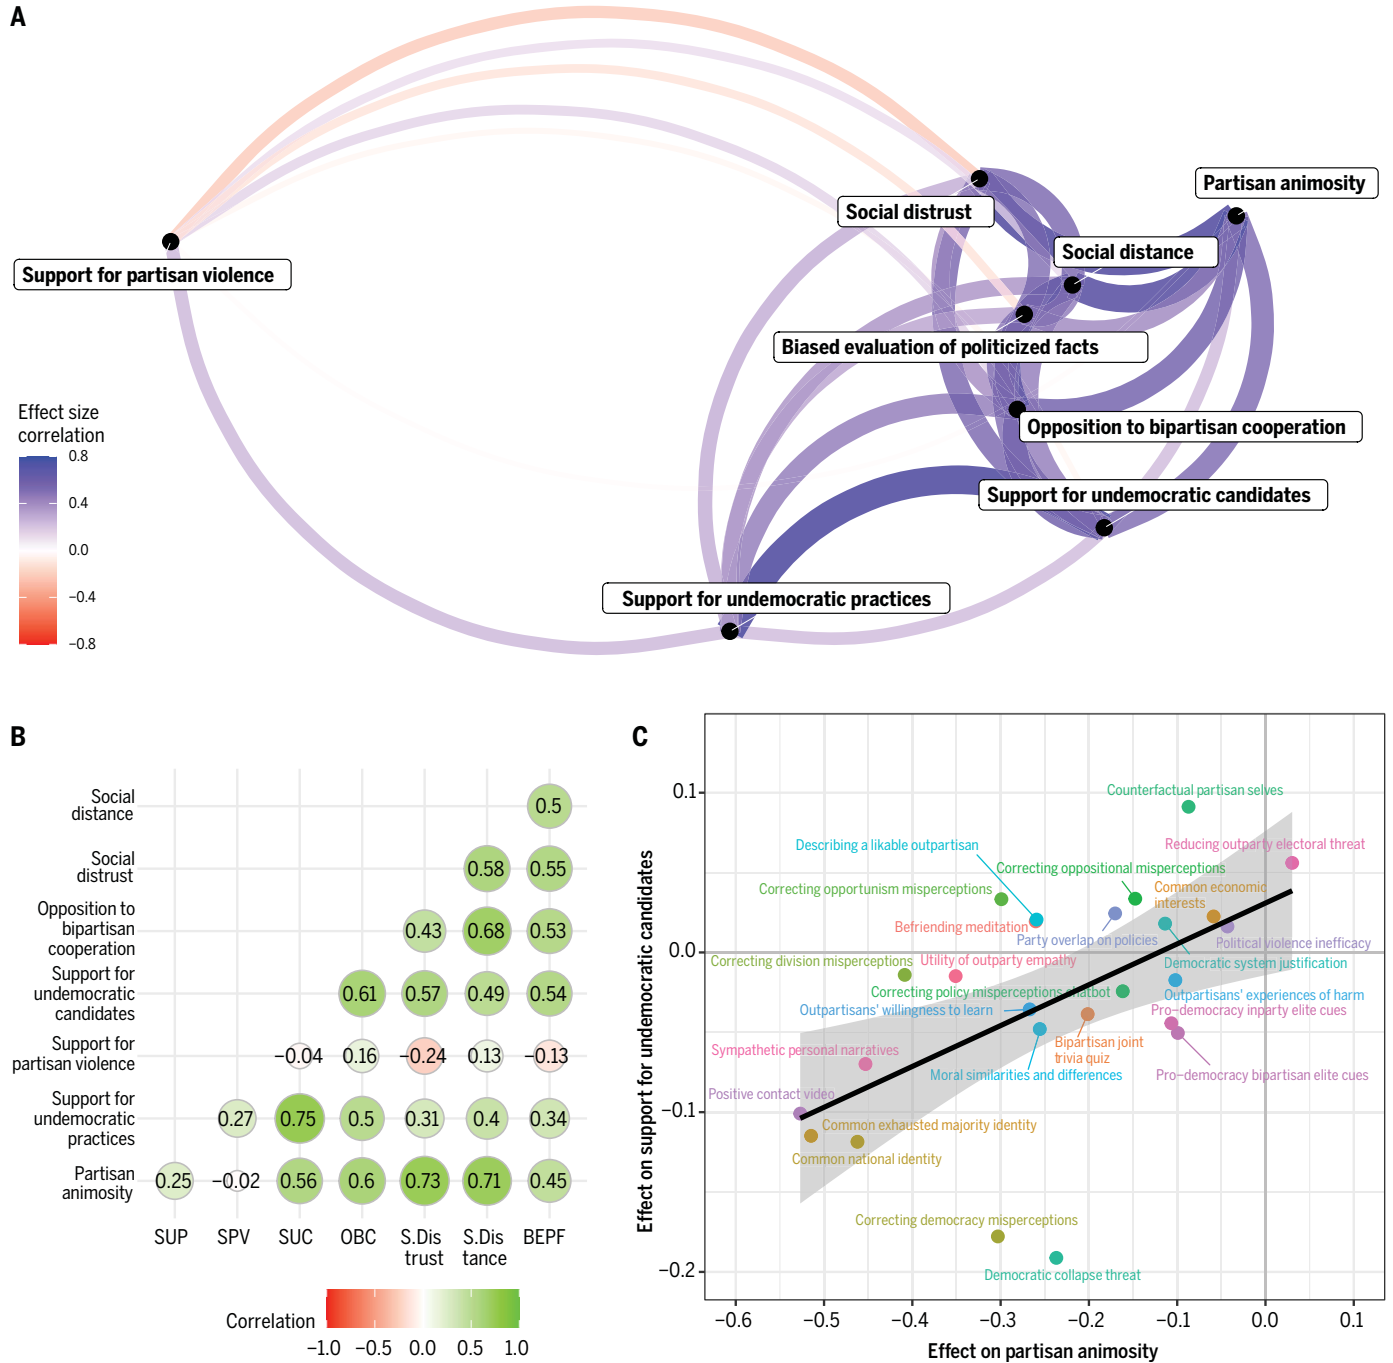 A
Partisan animosity
Social distrust
Social distance
Support for partisan violence
Biased evaluation of politicized facts
Effect size
correlation
0.8
0.4
0.0
−0.4
−0.8
Opposition to bipartisan cooperation
Support for undemocratic candidates
Support for undemocratic practices
B
Social
distance
0.5
Social
distrust
0.58 0.55
Opposition to
bipartisan
cooperation
0.43 0.68 0.53
Support for
undemocratic
candidates
0.61 0.57 0.49 0.54
Support for
partisan violence
−0.04 0.16 −0.24 0.13 −0.13
Support for
undemocratic
practices
0.27 0.75 0.5 0.31 0.4 0.34
Partisan
animosity
0.25 −0.02 0.56 0.6 0.73 0.71 0.45
SUP SPV SUC OBC S.Dis S.Dis BEPF
trust tance
Correlation
−1.0 −0.5 0.0 0.5 1.0
C
Effect on support for undemocratic candidates
0.1
0.0
−0.1
−0.2
Counterfactual partisan selves
Describing a likable outpartisan
Reducing outparty electoral threat
Correcting oppositional misperceptions
Correcting opportunism misperceptions
Common economic
interests
Befriending meditation
Party overlap on policies
Political violence inefficacy
Correcting division misperceptions
Utility of outparty empathy
Democratic system justification
Correcting policy misperceptions chatbot
Outpartisans' experiences of harm
Outpartisans' willingness to learn
Pro−democracy inparty elite cues
Bipartisan joint
trivia quiz
Sympathetic personal narratives
Moral similarities and differences
Pro−democracy bipartisan elite cues
Positive contact video
Common exhausted majority identity
Common national identity
Correcting democracy misperceptions
Democratic collapse threat
−0.6 −0.5 −0.4 −0.3 −0.2 −0.1 0.0 0.1
Effect on partisan animosity